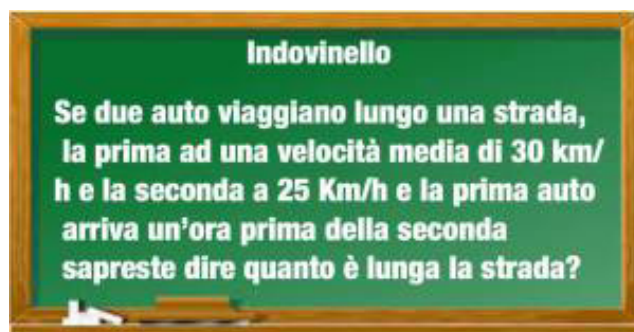 Indovinello
Se due auto viaggiano lungo una strada,
la prima ad una velocità media di 30 km/
h e la seconda a 25 Km/h e la prima auto
arriva un'ora prima della seconda
sapreste dire quanto è lunga la strada?